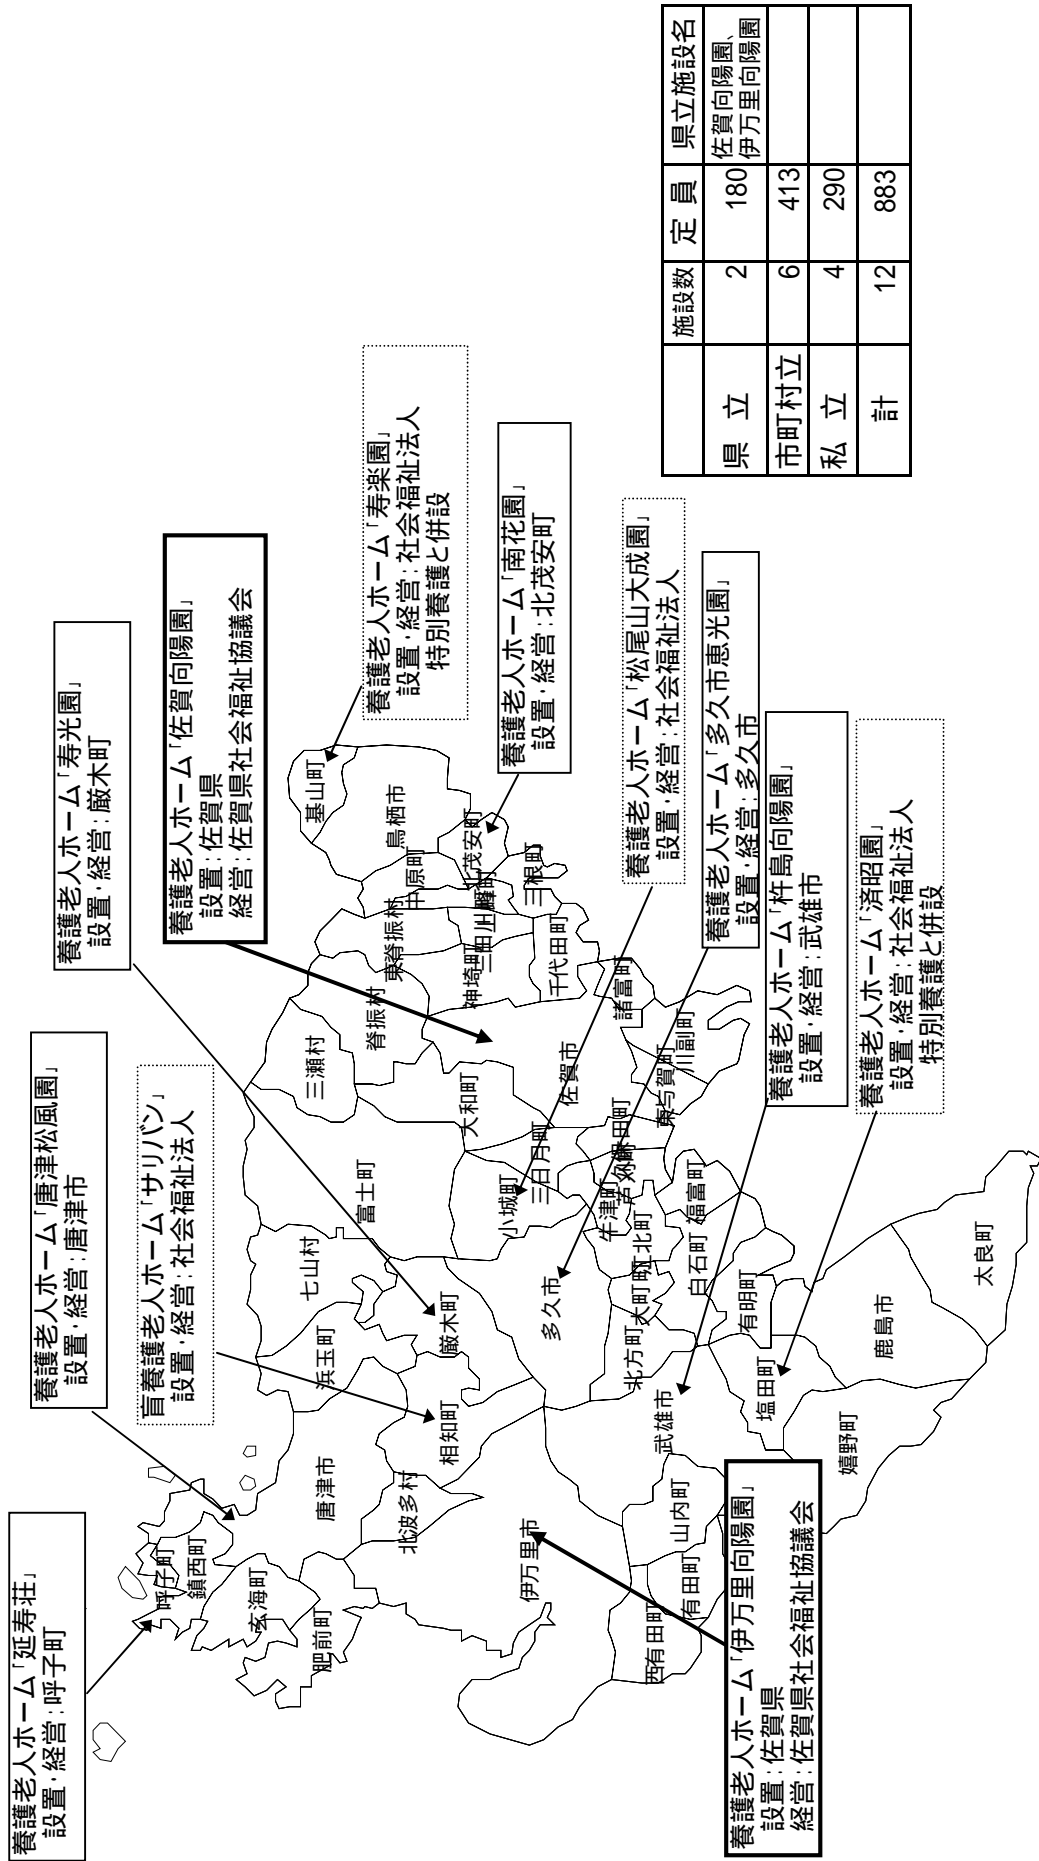 養護老人ホーム「延寿荘」
設置・経営：呼子町
養護老人ホーム「唐津松風園」
設置・経営：唐津市
盲養護老人ホーム「サリバン」
設置・経営：社会福祉法人
養護老人ホーム「寿光園」
設置・経営：厳木町
養護老人ホーム「佐賀向陽園」
設置：佐賀県
経営：佐賀県社会福祉協議会
養護老人ホーム「寿楽園」
設置・経営：社会福祉法人
特別養護と併設
養護老人ホーム「南花園」
設置・経営：北茂安町
養護老人ホーム「松尾山大成園」
設置・経営：社会福祉法人
養護老人ホーム「多久市恵光園」
設置・経営：多久市
養護老人ホーム「杵島向陽園」
設置・経営：武雄市
養護老人ホーム「済昭園」
設置・経営：社会福祉法人
特別養護と併設
養護老人ホーム「伊万里向陽園」
設置：佐賀県
経営：佐賀県社会福祉協議会
呼子町
鎮西町
玄海町
肥前町
唐津市
北波多村
浜玉町
七山村
相知町
厳木町
富士町
三瀬村
脊振村
東脊振村
基山町
鳥栖市
中原町
北茂安町
三根町
三田川町
神埼町
千代田町
諸富町
川副町
東与賀町
佐賀市
大和町
小城町
三日月町
牛津町
芦刈町
久保田町
多久市
江北町
大町町
北方町
白石町
福富町
有明町
武雄市
塩田町
鹿島市
太良町
嬉野町
山内町
有田町
西有田町
伊万里市
施設数 定員 県立施設名
県立 2 180 佐賀向陽園、
伊万里向陽園
市町村立 6 413
私立 4 290
計 12 883